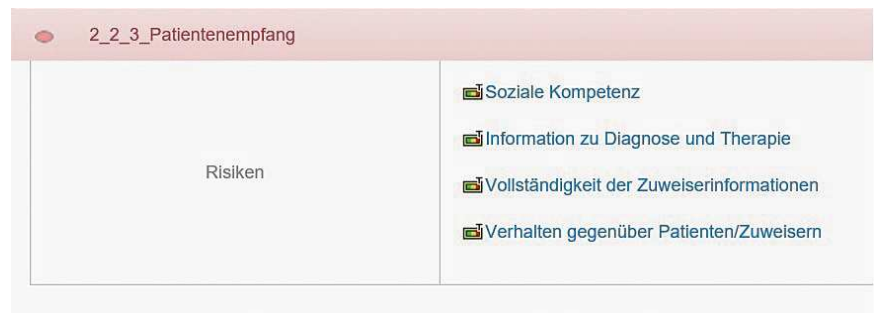 2_2_3_Patientenempfang
Soziale Kompetenz
Information zu Diagnose und Therapie
Risiken
Vollständigkeit der Zuweiserinformationen
Verhalten gegenüber Patienten/Zuweisern